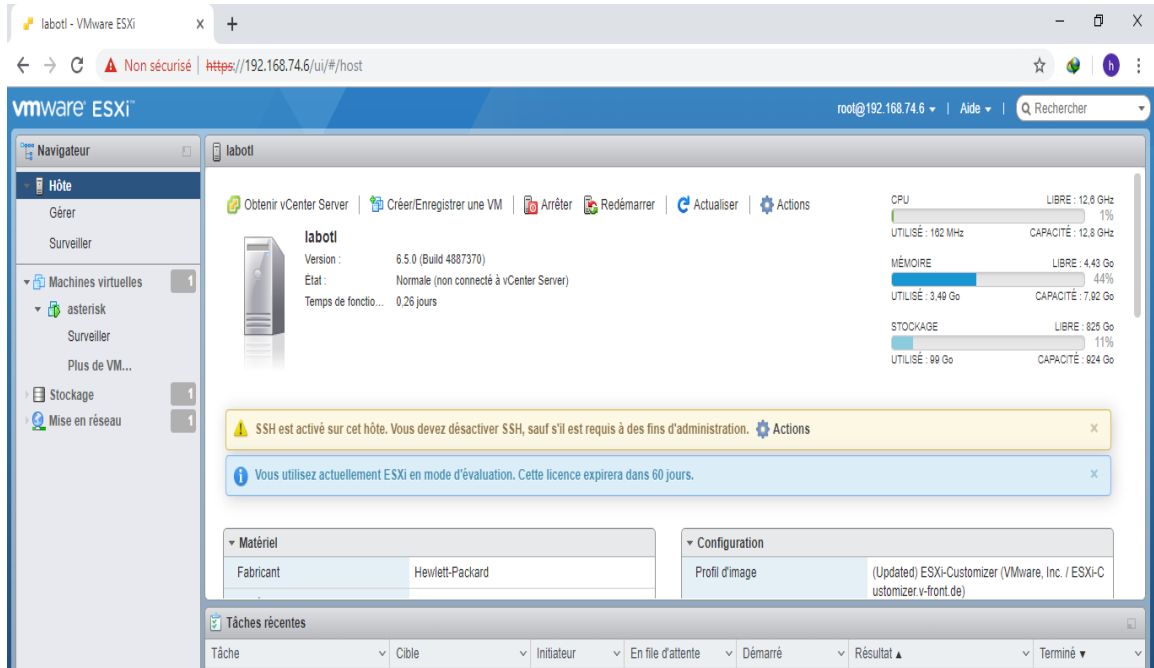 labotl - VMware ESXi
Non sécurisé | https://192.168.74.6/ui/#/host
h
vmware ESXi™
root@192.168.74.6 | Aide | Rechercher
Navigateur
Hôte
Gérer
Surveiller
Machines virtuelles 1
asterisk
Surveiller
Plus de VM...
Stockage 1
Mise en réseau 1
labotl
Obtenir vCenter Server | Créer/Enregistrer une VM | Arrêter Redémarrer | Actualiser | Actions
labotl
Version : 6.5.0 (Build 4887370)
État : Normale (non connecté à vCenter Server)
Temps de fonctio... 0,26 jours
CPU LIBRE : 12,6 GHz
1%
UTILISÉ : 162 MHz CAPACITÉ : 12,8 GHz
MÉMOIRE LIBRE : 4,43 Go
44%
UTILISÉ : 3,49 Go CAPACITÉ : 7,92 Go
STOCKAGE LIBRE : 825 Go
11%
UTILISÉ : 99 Go CAPACITÉ : 924 Go
SSH est activé sur cet hôte. Vous devez désactiver SSH, sauf s'il est requis à des fins d'administration. Actions
Vous utilisez actuellement ESXi en mode d'évaluation. Cette licence expirera dans 60 jours.
Matériel
Fabricant Hewlett-Packard
Configuration
Profil d'image (Updated) ESXi-Customizer (VMware, Inc. / ESXi-C
ustomizer.v-front.de)
Tâches récentes
Tâche Cible Initiateur En file d'attente Démarré Résultat Terminé